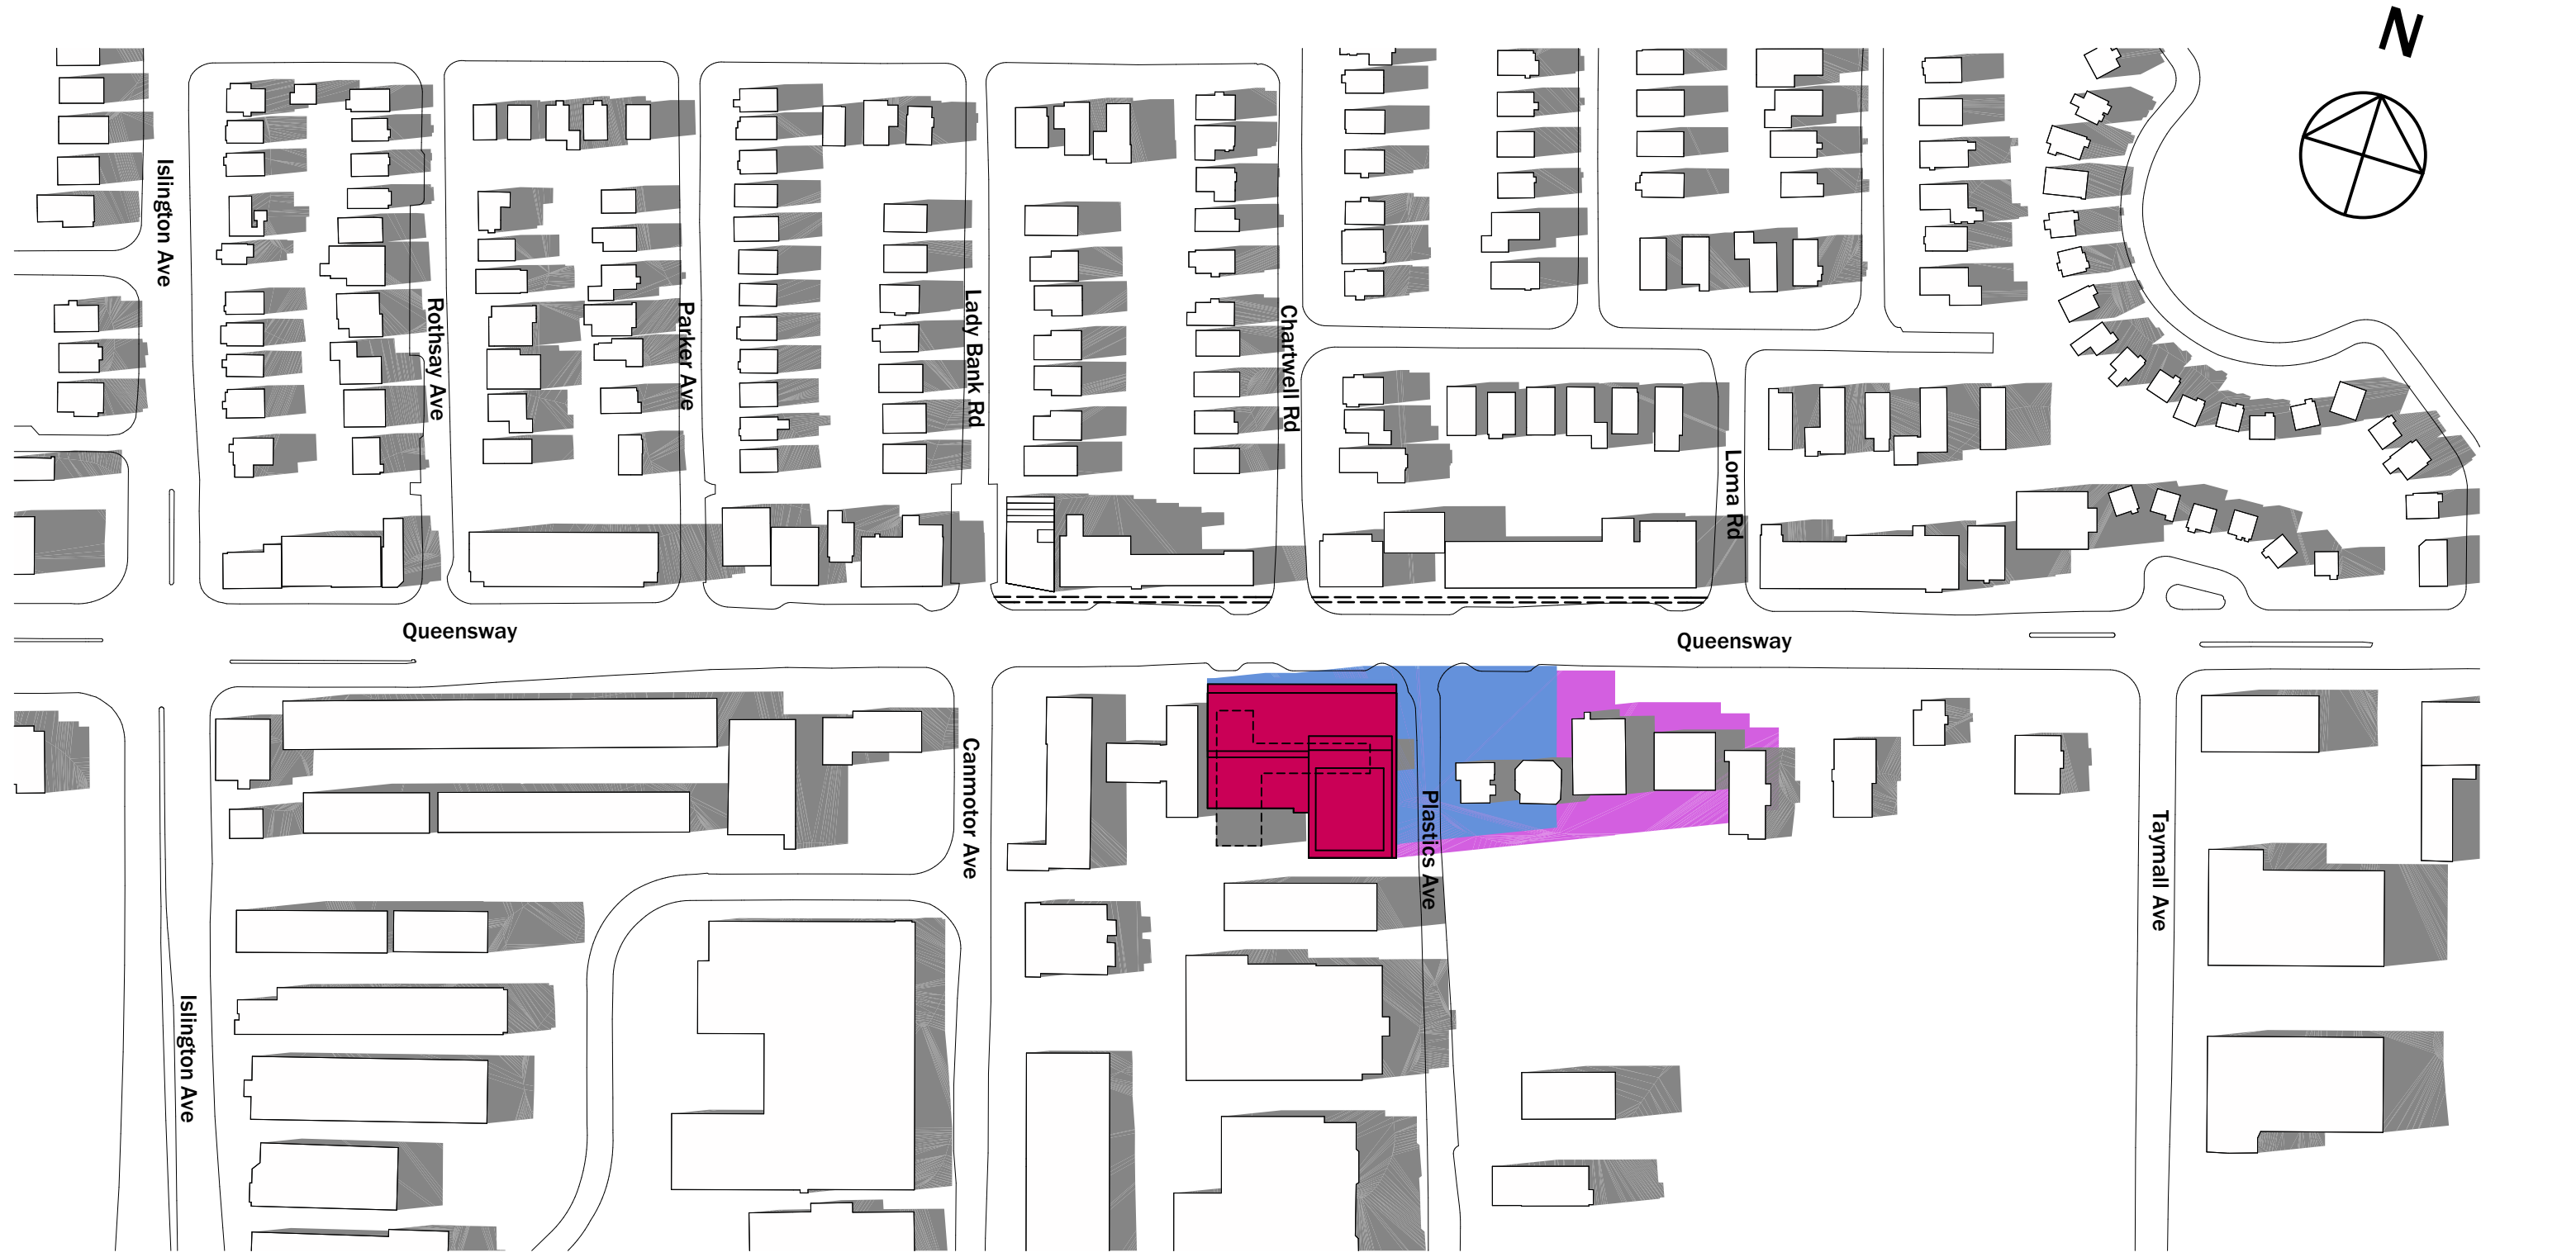 N
Islington Ave
Rothsay Ave
Parker Ave
Lady Bank Rd
Chartwell Rd
Loma Rd
Queensway
Queensway
Canmotor Ave
Plastics Ave
Taymall Ave
Islington Ave